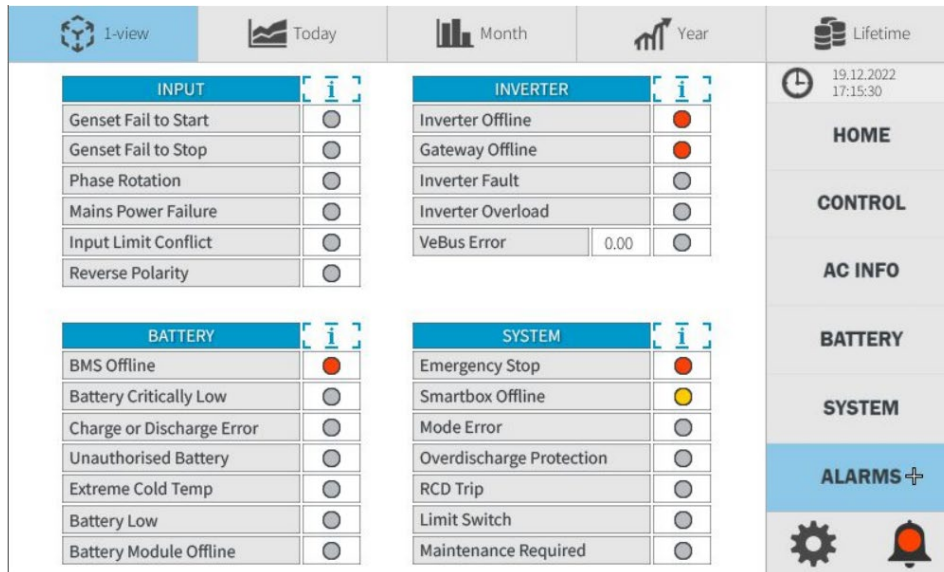 1-view
Today
Month
Year
Lifetime
19.12.2022
17:15:30
HOME
CONTROL
AC INFO
BATTERY
SYSTEM
ALARMS
INPUT i
Genset Fail to Start
Genset Fail to Stop
Phase Rotation
Mains Power Failure
Input Limit Conflict
Reverse Polarity
INVERTER i
Inverter Offline
Gateway Offline
Inverter Fault
Inverter Overload
VeBus Error 0.00
BATTERY i
BMS Offline
Battery Critically Low
Charge or Discharge Error
Unauthorised Battery
Extreme Cold Temp
Battery Low
Battery Module Offline
SYSTEM i
Emergency Stop
Smartbox Offline
Mode Error
Overdischarge Protection
RCD Trip
Limit Switch
Maintenance Required